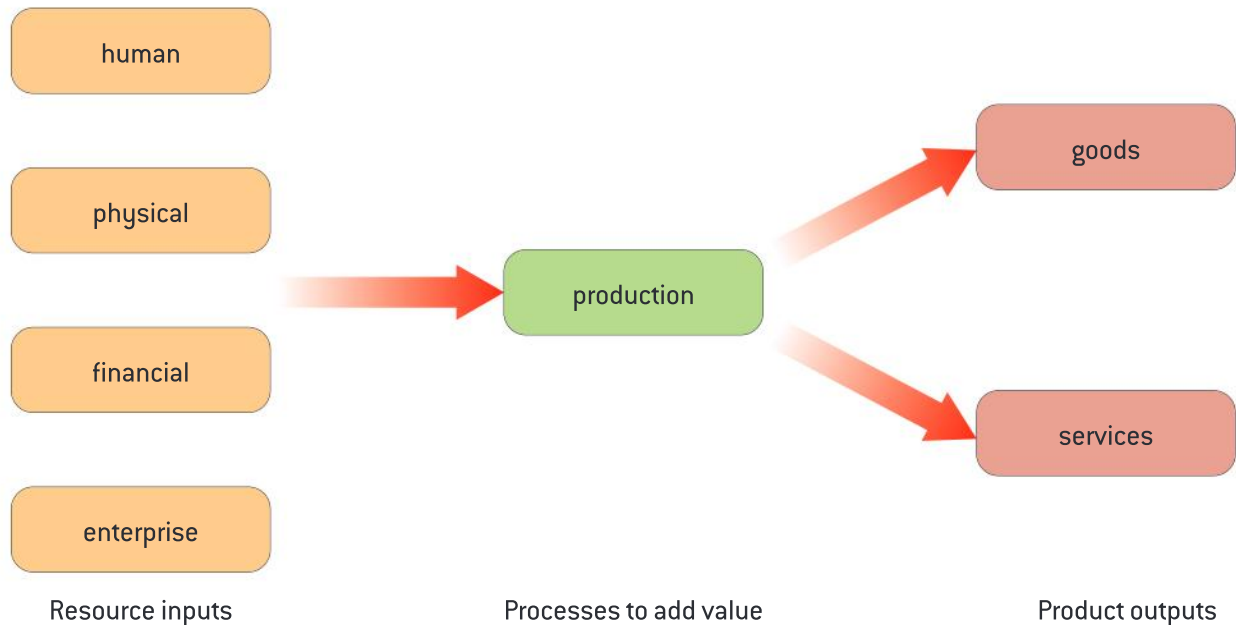 human
physical
financial
enterprise
production
goods
services
Resource inputs
Processes to add value
Product outputs